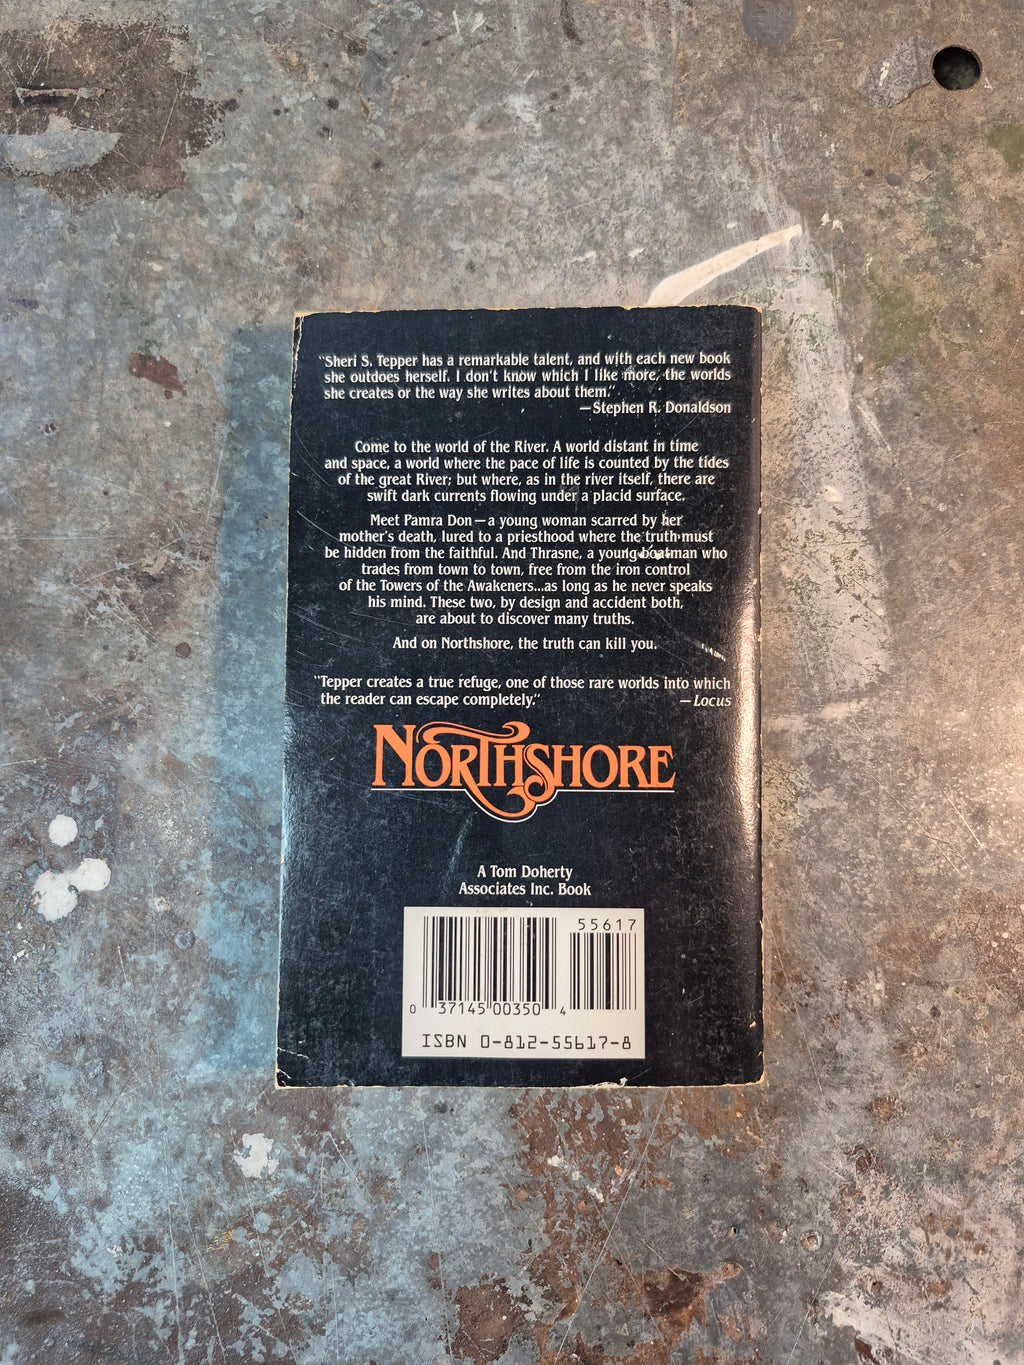 "Sheri S. Tepper has a remarkable talent, and with each new book
she outdoes herself. I don't know which I like more, the worlds
she creates or the way she writes about them."
—Stephen R. Donaldson
Come to the world of the River. A world distant in time
and space, a world where the pace of life is counted by the tides
of the great River; but where, as in the river itself, there are
swift dark currents flowing under a placid surface.
Meet Pamra Don—a young woman scarred by her
mother's death, lured to a priesthood where the truth must
be hidden from the faithful. And Thrasne, a young boatman who
trades from town to town, free from the iron control
of the Towers of the Awakeners...as long as he never speaks
his mind. These two, by design and accident both,
are about to discover many truths.
And on Northshore, the truth can kill you.
"Tepper creates a true refuge, one of those rare worlds into which
the reader can escape completely." —Locus
NORTHSHORE
A Tom Doherty
Associates Inc. Book
55617
0 37145 00350 4
ISBN 0-812-55617-8